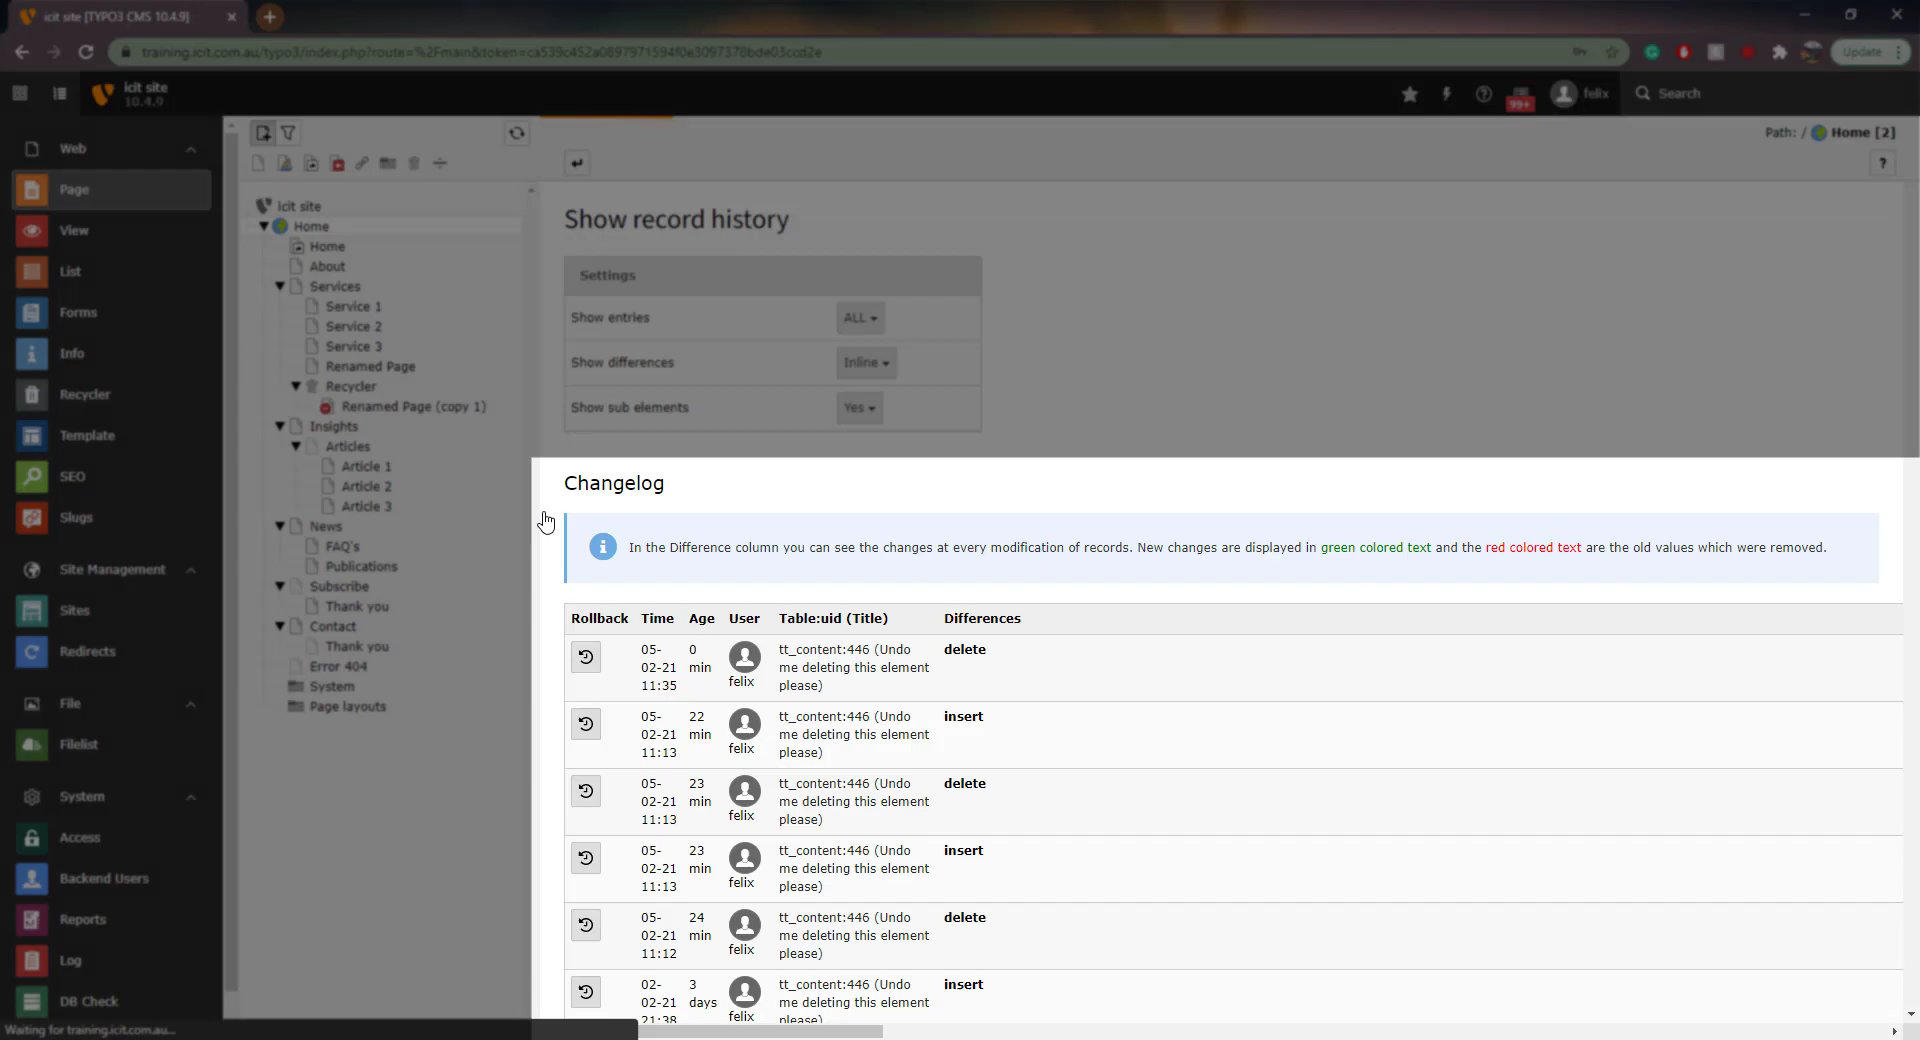 icit site [TYPO3 CMS 10.4.9]
training.icit.com.au/typo3/index.php?route=%2Fmain&token=ca539c452a0897971594f0e3097378bde03ccd2e
Update
icit site
10.4.9
99+
felix
Search
Web
Page
View
List
Forms
Info
Recycler
Template
SEO
Slugs
Site Management
Sites
Redirects
File
Filelist
System
Access
Backend Users
Reports
Log
DB Check
Waiting for training.icit.com.au...
icit site
Home
Home
About
Services
Service 1
Service 2
Service 3
Renamed Page
Recycler
Renamed Page (copy 1)
Insights
Articles
Article 1
Article 2
Article 3
News
FAQ's
Publications
Subscribe
Thank you
Contact
Thank you
Error 404
System
Page layouts
Path: / Home [2]
?
Show record history
Settings
Show entries ALL
Show differences Inline
Show sub elements Yes
Changelog
In the Difference column you can see the changes at every modification of records. New changes are displayed in green colored text and the red colored text are the old values which were removed.
Rollback Time Age User Table:uid (Title) Differences
05- 0 tt_content:446 (Undo delete
02-21 min me deleting this element
11:35 felix please)
05- 22 tt_content:446 (Undo insert
02-21 min me deleting this element
11:13 felix please)
05- 23 tt_content:446 (Undo delete
02-21 min me deleting this element
11:13 felix please)
05- 23 tt_content:446 (Undo insert
02-21 min me deleting this element
11:13 felix please)
05- 24 tt_content:446 (Undo delete
02-21 min me deleting this element
11:12 felix please)
02- 3 tt_content:446 (Undo insert
02-21 days me deleting this element
21:38 felix please)